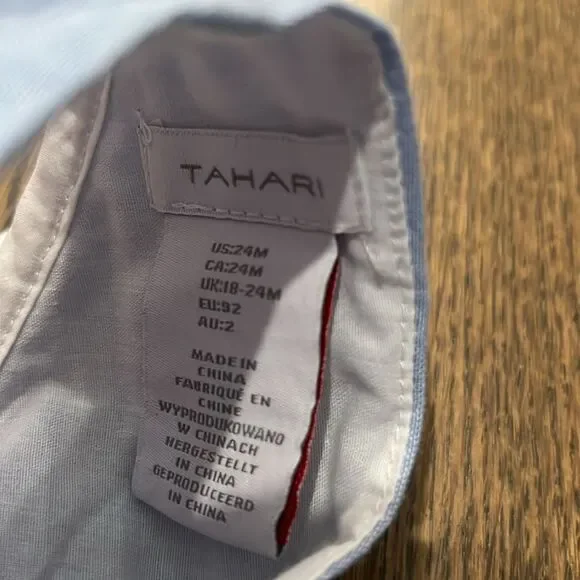 TAHARI
US:24M
CA:24M
UK:18-24M
EU:92
AU:2
MADE IN
CHINA
FABRIQUÉ EN
CHINE
WYPRODUKOWANO
W CHINACH
HERGESTELLT
IN CHINA
GEPRODUCEERD
IN CHINA